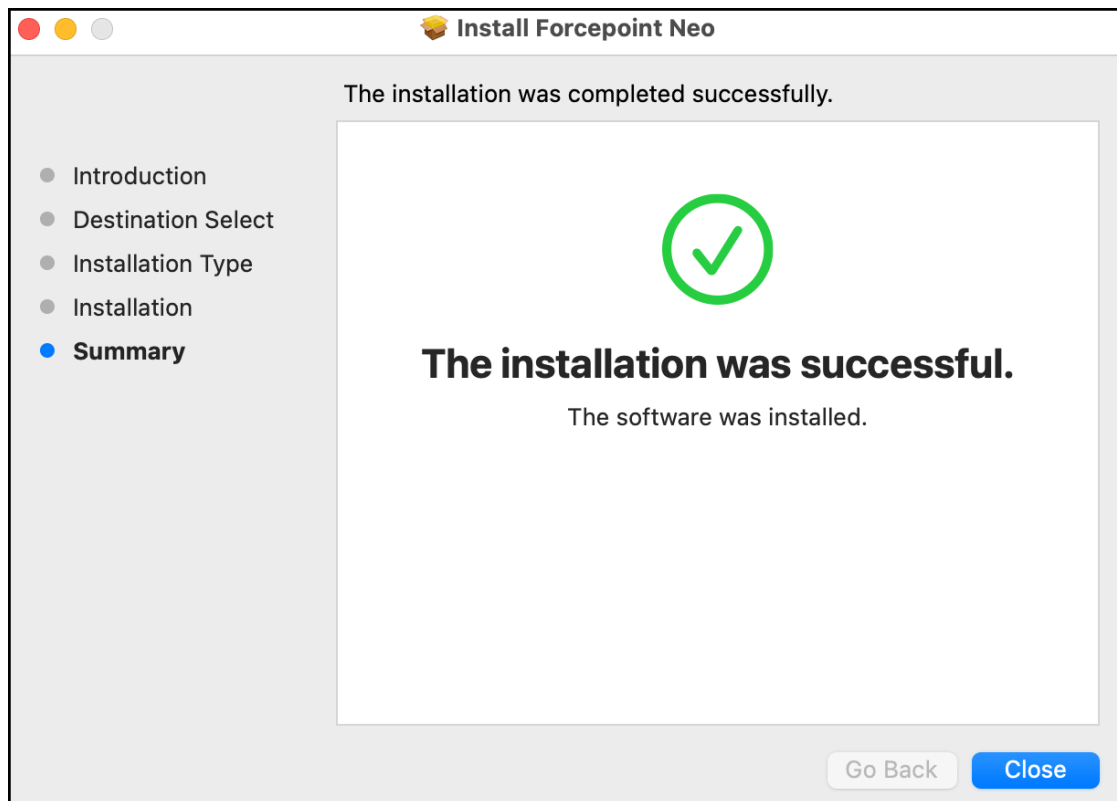 Install Forcepoint Neo
The installation was completed successfully.
Introduction
Destination Select
Installation Type
Installation
Summary
The installation was successful.
The software was installed.
Go Back
Close